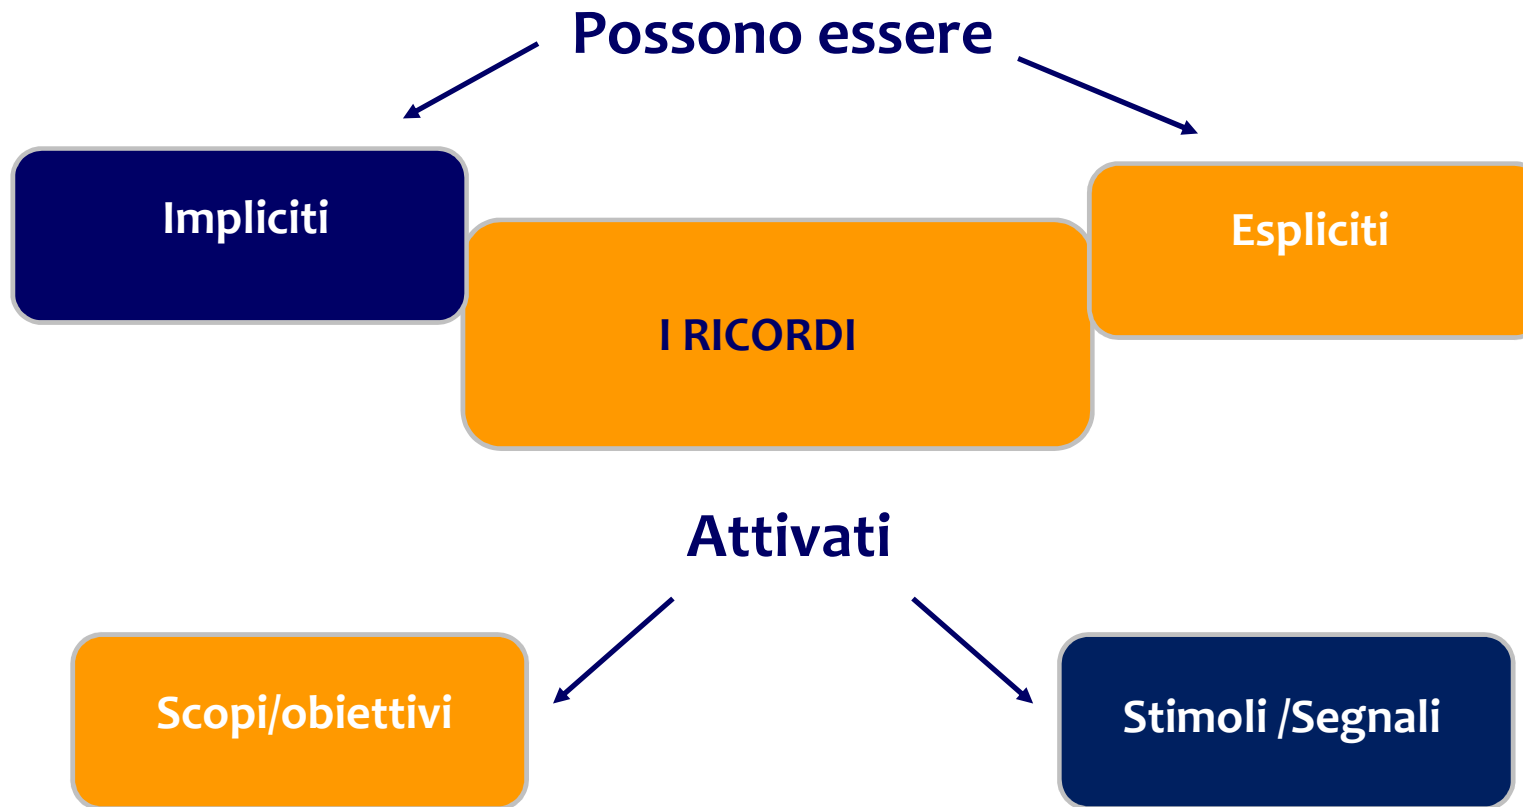 Possono essere
Impliciti
Espliciti
I RICORDI
Attivati
Scopi/obiettivi
Stimoli /Segnali